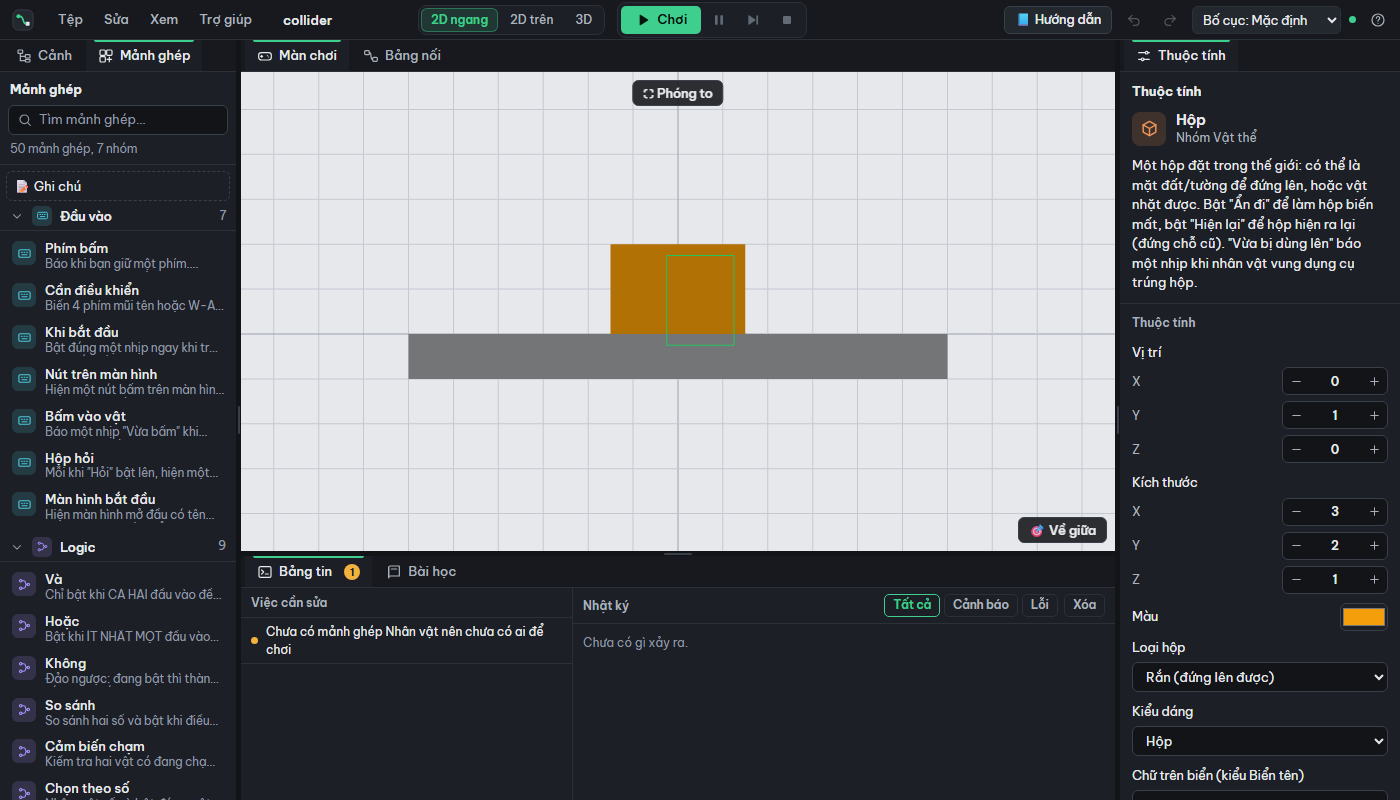 Tệp Sửa Xem Trợ giúp collider 2D ngang 2D trên 3D Chơi Hướng dẫn Bố cục: Mặc định
Cảnh Mảnh ghép Màn chơi Bảng nối Thuộc tính
Mảnh ghép
Tìm mảnh ghép...
50 mảnh ghép, 7 nhóm
Ghi chú
Đầu vào 7
Phím bấm
Báo khi bạn giữ một phím....
Cần điều khiển
Biến 4 phím mũi tên hoặc W-A...
Khi bắt đầu
Bật đúng một nhịp ngay khi tr...
Nút trên màn hình
Hiện một nút bấm trên màn hìn...
Bấm vào vật
Báo một nhịp "Vừa bấm" khi...
Hộp hỏi
Mỗi khi "Hỏi" bật lên, hiện một...
Màn hình bắt đầu
Hiện màn hình mở đầu có tên...
Logic 9
Và
Chỉ bật khi CẢ HAI đầu vào đề...
Hoặc
Bật khi ÍT NHẤT MỘT đầu vào...
Không
Đảo ngược: đang bật thì thàn...
So sánh
So sánh hai số và bật khi điều...
Cảm biến chạm
Kiểm tra hai vật có đang chạ...
Chọn theo số
Phóng to
Về giữa
Bảng tin 1 Bài học
Việc cần sửa
Chưa có mảnh ghép Nhân vật nên chưa có ai để
chơi
Nhật ký Tất cả Cảnh báo Lỗi Xóa
Chưa có gì xảy ra.
Thuộc tính
Hộp
Nhóm Vật thể
Một hộp đặt trong thế giới: có thể là
mặt đất/tường để đứng lên, hoặc vật
nhặt được. Bật "Ẩn đi" để làm hộp biến
mất, bật "Hiện lại" để hộp hiện ra lại
(đứng chỗ cũ). "Vừa bị dùng lên" báo
một nhịp khi nhân vật vung dụng cụ
trúng hộp.
Thuộc tính
Vị trí
X − 0 +
Y − 1 +
Z − 0 +
Kích thước
X − 3 +
Y − 2 +
Z − 1 +
Màu
Loại hộp
Rắn (đứng lên được)
Kiểu dáng
Hộp
Chữ trên biển (kiểu Biển tên)